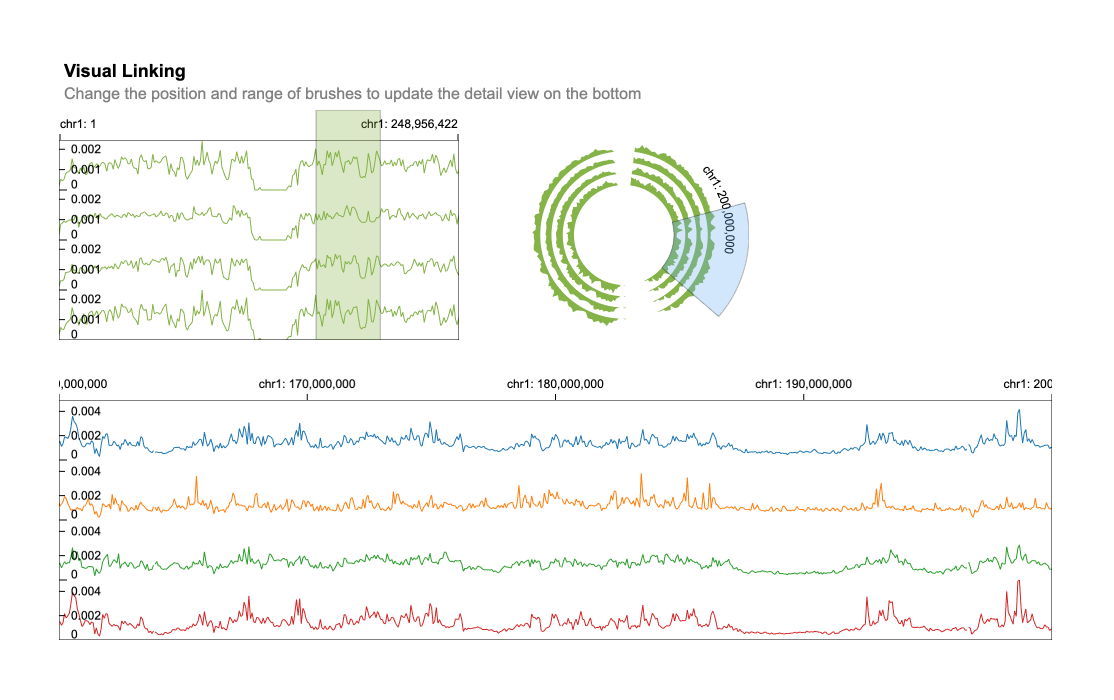 Visual Linking
Change the position and range of brushes to update the detail view on the bottom
chr1: 1
chr1: 248,956,422
0.002
0.001
0
0.002
0.001
0
0.002
0.001
0
0.002
0.001
0
chr1: 200,000,000
0,000,000
chr1: 170,000,000
chr1: 180,000,000
chr1: 190,000,000
chr1: 200
0.004
0.002
0
0.004
0.002
0
0.004
0.002
0
0.004
0.002
0